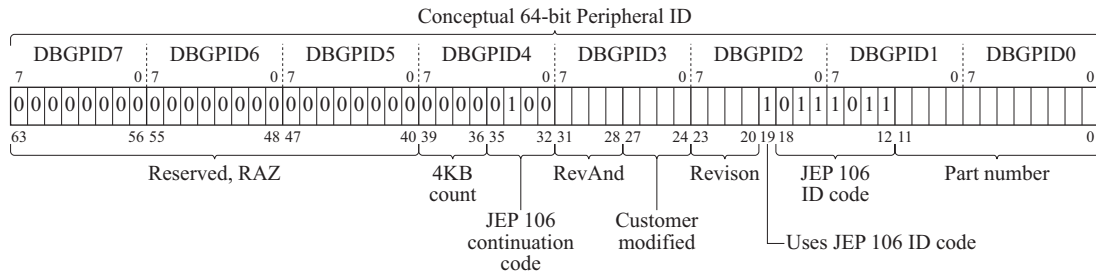 Conceptual 64-bit Peripheral ID
DBGPID7 DBGPID6 DBGPID5 DBGPID4 DBGPID3 DBGPID2 DBGPID1 DBGPID0
7 0 7 0 7 0 7 0 7 0 7 0 7 0 7 0
0 0 0 0 0 0 0 0 0 0 0 0 0 0 0 0 0 0 0 0 0 0 0 0 0 0 0 0 0 1 0 0 1 0 1 1 1 0 1 1
63 56 55 48 47 40 39 36 35 32 31 28 27 24 23 20 19 18 12 11 0
Reserved, RAZ 4KB count RevAnd Revison JEP 106 ID code Part number
JEP 106 continuation code Customer modified Uses JEP 106 ID code